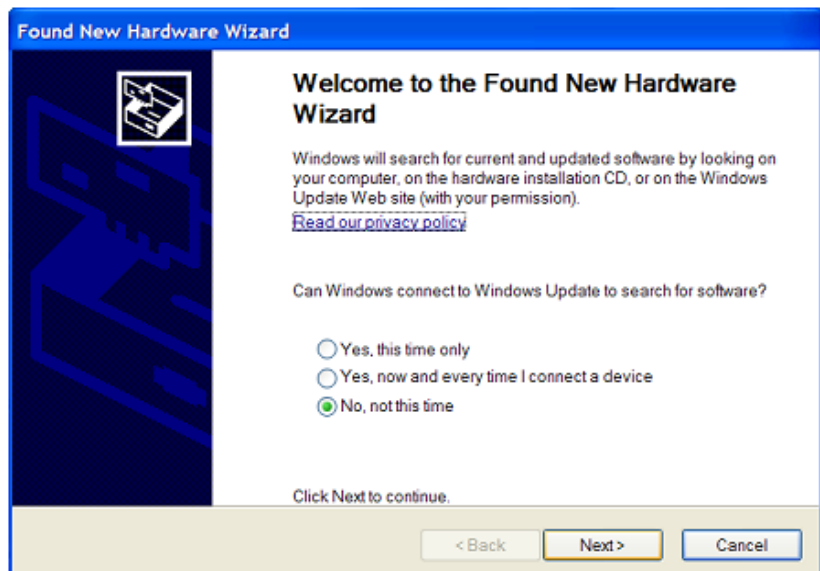 Found New Hardware Wizard
Welcome to the Found New Hardware
Wizard
Windows will search for current and updated software by looking on
your computer, on the hardware installation CD, or on the Windows
Update Web site (with your permission).
Read our privacy policy
Can Windows connect to Windows Update to search for software?
Yes, this time only
Yes, now and every time I connect a device
No, not this time
Click Next to continue.
< Back Next > Cancel